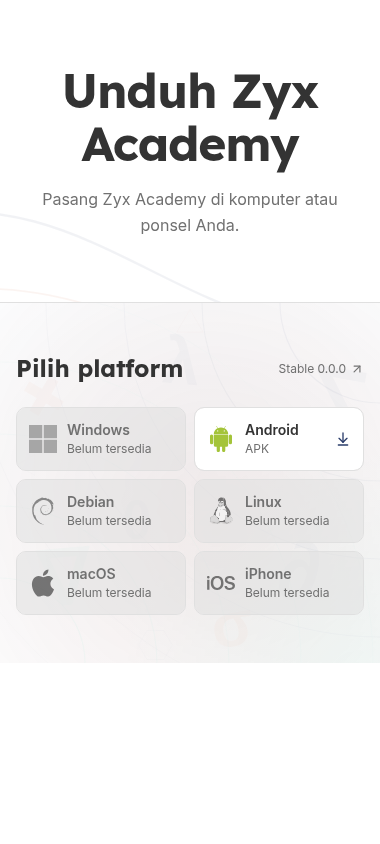 Unduh Zyx
Academy
Pasang Zyx Academy di komputer atau
ponsel Anda.
Pilih platform
Stable 0.0.0
Windows
Belum tersedia
Android
APK
Debian
Belum tersedia
Linux
Belum tersedia
macOS
Belum tersedia
iOS
iPhone
Belum tersedia